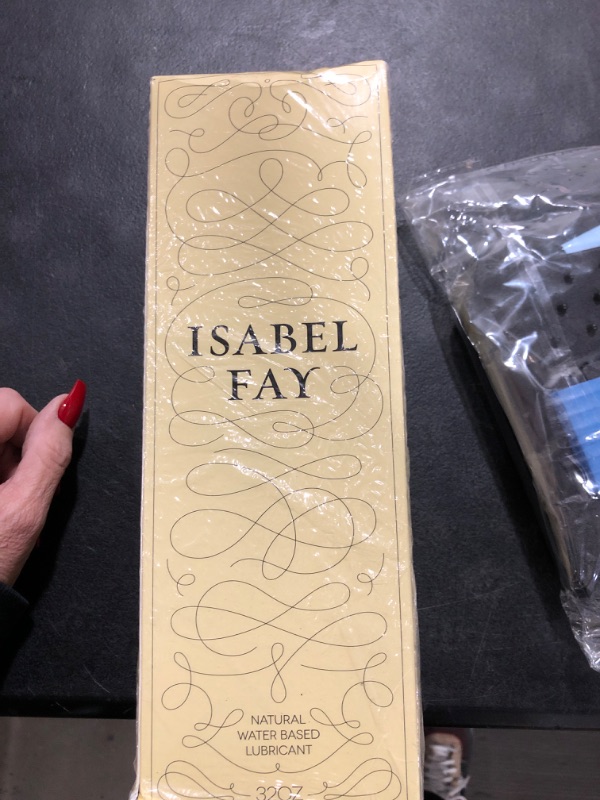 ISABEL
FAY
NATURAL
WATER BASED
LUBRICANT
32OZ